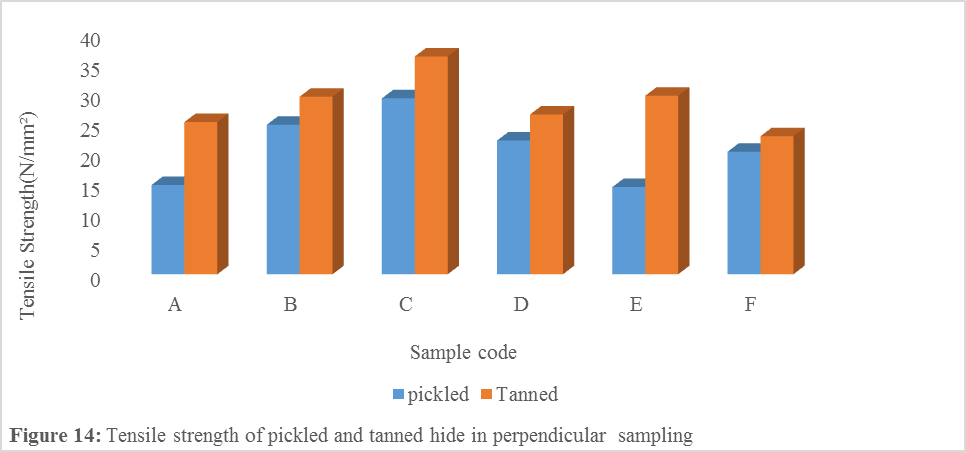 40
35
30
25
20
15
10
5
0
Tensile Strength(N/mm²)
A B C D E F
Sample code
pickled Tanned
Figure 14: Tensile strength of pickled and tanned hide in perpendicular sampling